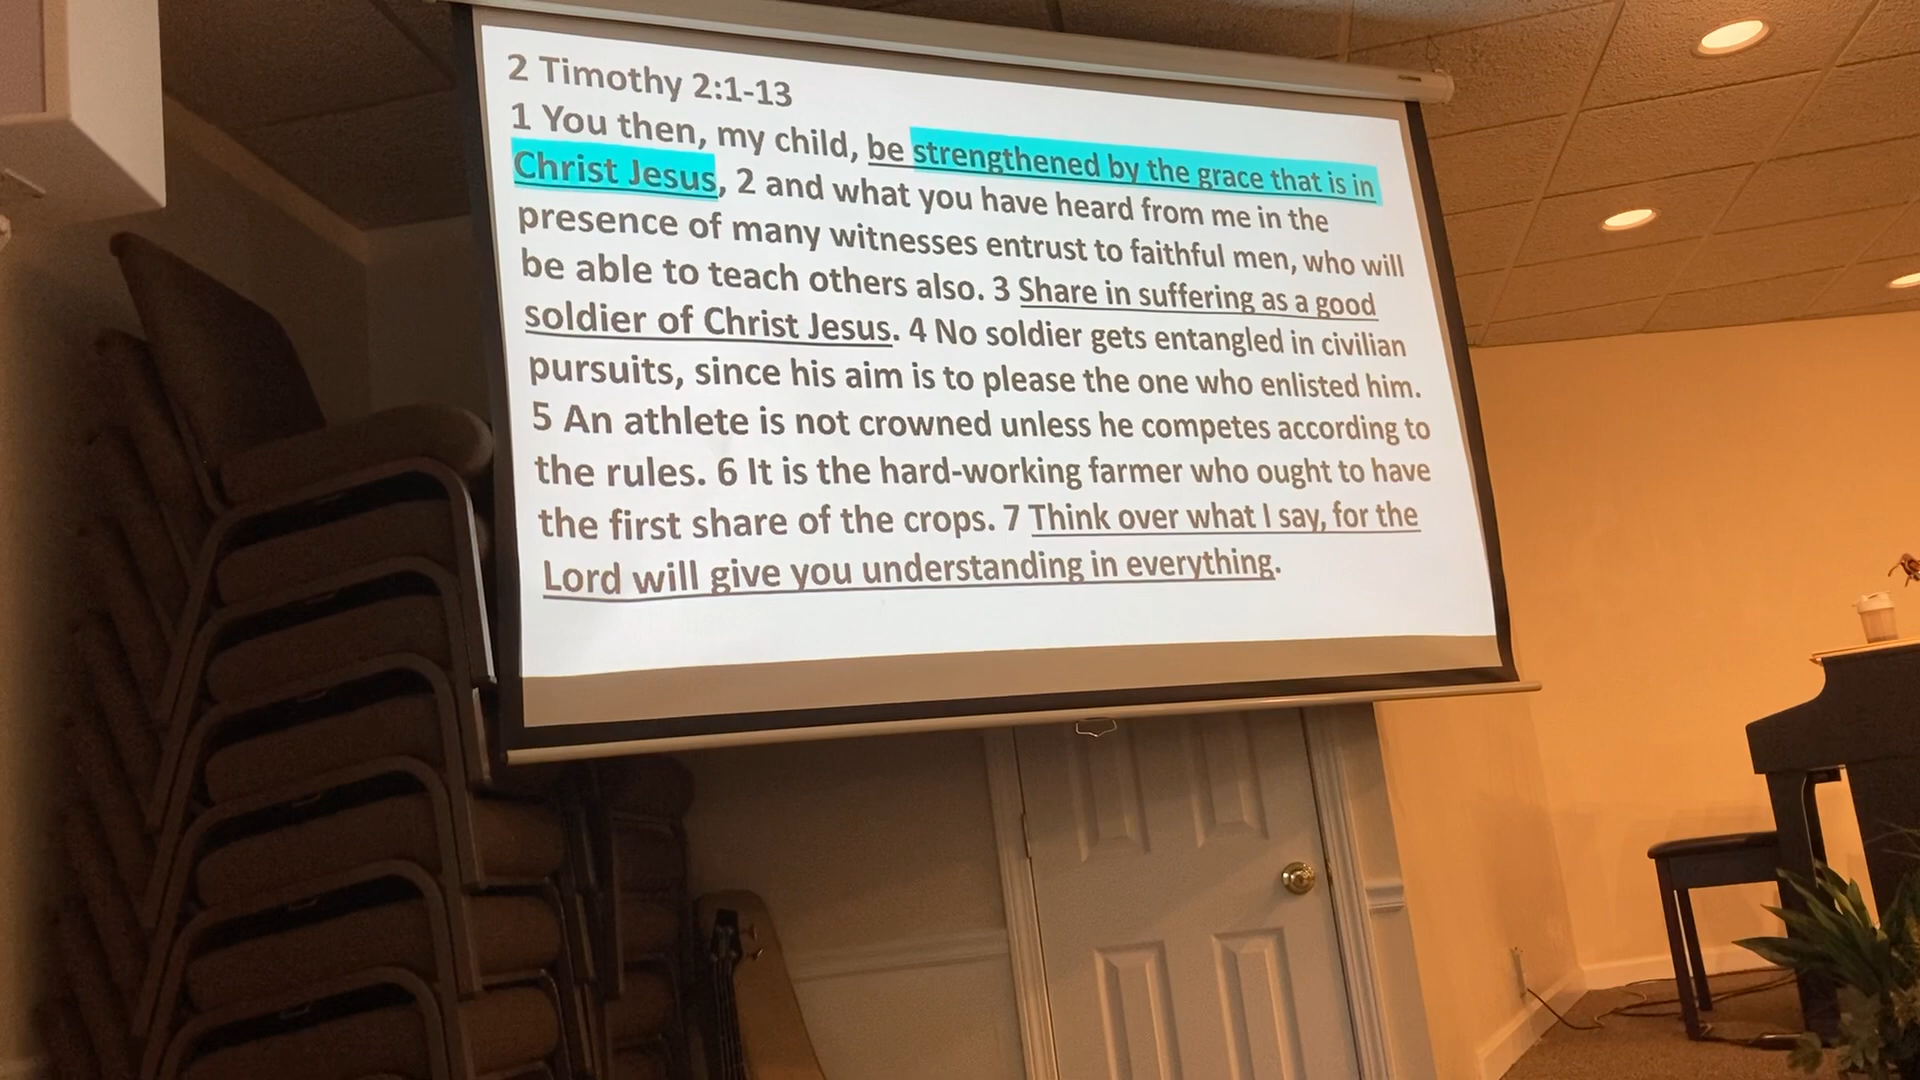 2 Timothy 2:1-13
1 You then, my child, be strengthened by the grace that is in
Christ Jesus, 2 and what you have heard from me in the
presence of many witnesses entrust to faithful men, who will
be able to teach others also. 3 Share in suffering as a good
soldier of Christ Jesus. 4 No soldier gets entangled in civilian
pursuits, since his aim is to please the one who enlisted him.
5 An athlete is not crowned unless he competes according to
the rules. 6 It is the hard-working farmer who ought to have
the first share of the crops. 7 Think over what I say, for the
Lord will give you understanding in everything.